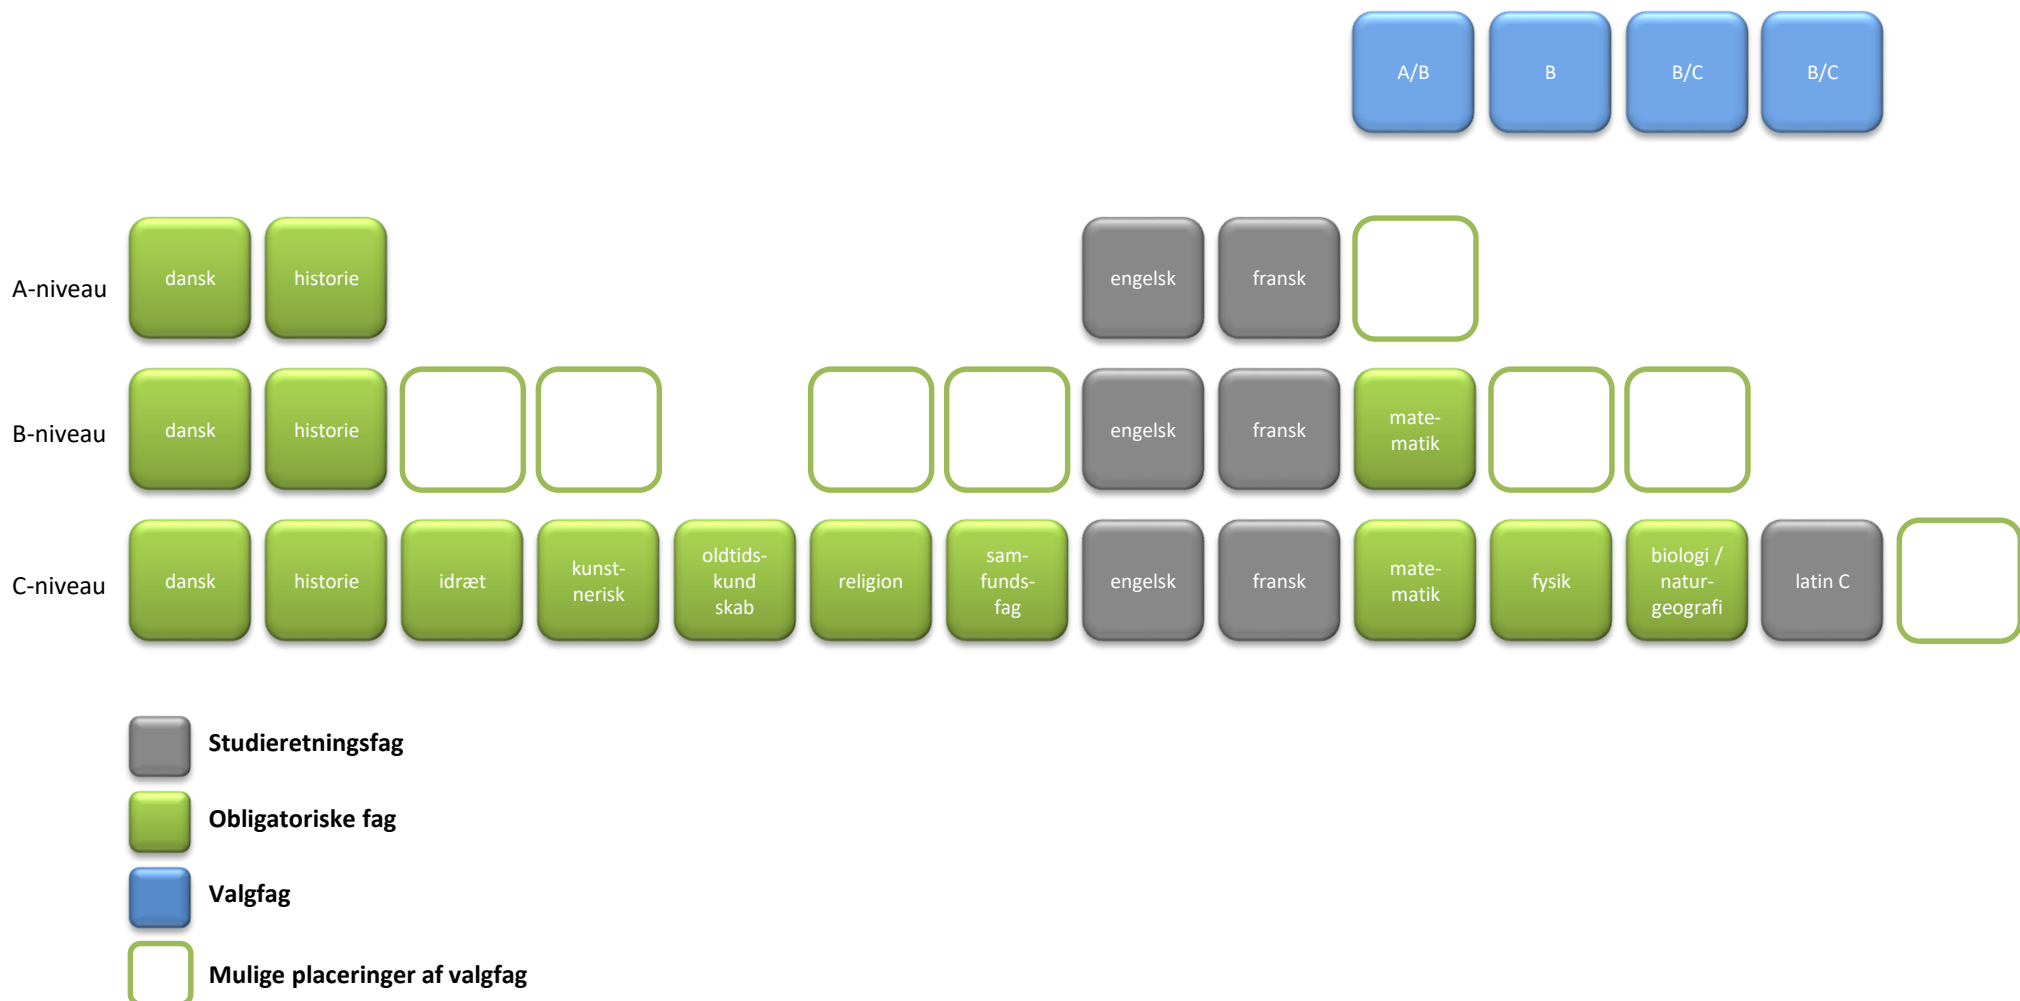 A/B B B/C B/C
A-niveau dansk historie engelsk fransk
B-niveau dansk historie engelsk fransk mate-
matik
C-niveau dansk historie idræt kunst-
nerisk
oldtids-
kund
skab
religion
sam-
funds-
fag
engelsk fransk mate-
matik
fysik
biologi /
natur-
geografi
latin C
Studieretningsfag
Obligatoriske fag
Valgfag
Mulige placeringer af valgfag